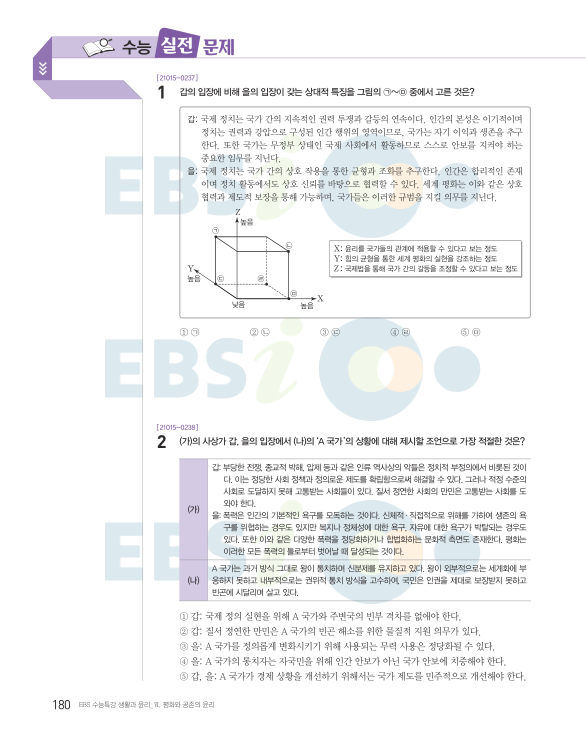 수능 실전 문제
[21015-0237]
1 갑의 입장에 비해 을의 입장이 갖는 상대적 특징을 그림의 ㉠~㉤ 중에서 고른 것은?
갑: 국제 정치는 국가 간의 지속적인 권력 투쟁과 갈등의 연속이다. 인간의 본성은 이기적이며
정치는 권력과 강압으로 구성된 인간 행위의 영역이므로, 국가는 자기 이익과 생존을 추구
한다. 또한 국가는 무정부 상태인 국제 사회에서 활동하므로 스스로 안보를 지켜야 하는
중요한 임무를 지닌다.
을: 국제 정치는 국가 간의 상호 작용을 통한 균형과 조화를 추구한다. 인간은 합리적인 존재
이며 정치 활동에서도 상호 신뢰를 바탕으로 협력할 수 있다. 세계 평화는 이와 같은 상호
협력과 제도적 보장을 통해 가능하며, 국가들은 이러한 규범을 지킬 의무를 지닌다.
Z
높음
㉠
㉡
Y
높음
㉢
㉣
㉤
X
낮음
높음
X: 윤리를 국가들의 관계에 적용할 수 있다고 보는 정도
Y: 힘의 균형을 통한 세계 평화의 실현을 강조하는 정도
Z: 국제법을 통해 국가 간의 갈등을 조정할 수 있다고 보는 정도
① ㉠ ② ㉡ ③ ㉢ ④ ㉣ ⑤ ㉤
EBSi
EBSi
[21015-0238]
2 (가)의 사상가 갑, 을의 입장에서 (나)의 'A 국가'의 상황에 대해 제시할 조언으로 가장 적절한 것은?
(가)
갑: 부당한 전쟁, 종교적 박해, 압제 등과 같은 인류 역사상의 악들은 정치적 부정의에서 비롯된 것이
다. 이는 정당한 사회 정책과 정의로운 제도를 확립함으로써 해결할 수 있다. 그러나 적정 수준의
사회로 도달하지 못해 고통받는 사회들이 있다. 질서 정연한 사회의 만민은 고통받는 사회를 도
와야 한다.
을: 폭력은 인간의 기본적인 욕구를 모독하는 것이다. 신체적·직접적으로 위해를 가하여 생존의 욕
구를 위협하는 경우도 있지만 복지나 정체성에 대한 욕구, 자유에 대한 욕구가 박탈되는 경우도
있다. 또한 이와 같은 다양한 폭력을 정당화하거나 합법화하는 문화적 측면도 존재한다. 평화는
이러한 모든 폭력의 틀로부터 벗어날 때 달성되는 것이다.
(나)
A 국가는 과거 방식 그대로 왕이 통치하며 신분제를 유지하고 있다. 왕이 외부적으로는 세계화에 부
응하지 못하고 내부적으로는 권위적 통치 방식을 고수하여, 국민은 인권을 제대로 보장받지 못하고
빈곤에 시달리며 살고 있다.
① 갑: 국제 정의 실현을 위해 A 국가와 주변국의 빈부 격차를 없애야 한다.
② 갑: 질서 정연한 만민은 A 국가의 빈곤 해소를 위한 물질적 지원 의무가 있다.
③ 을: A 국가를 정의롭게 변화시키기 위해 사용되는 무력 사용은 정당화될 수 있다.
④ 을: A 국가의 통치자는 자국민을 위해 인간 안보가 아닌 국가 안보에 치중해야 한다.
⑤ 갑, 을: A 국가가 경제 상황을 개선하기 위해서는 국가 제도를 민주적으로 개선해야 한다.
180 EBS 수능특강 생활과 윤리_Ⅵ. 평화와 공존의 윤리